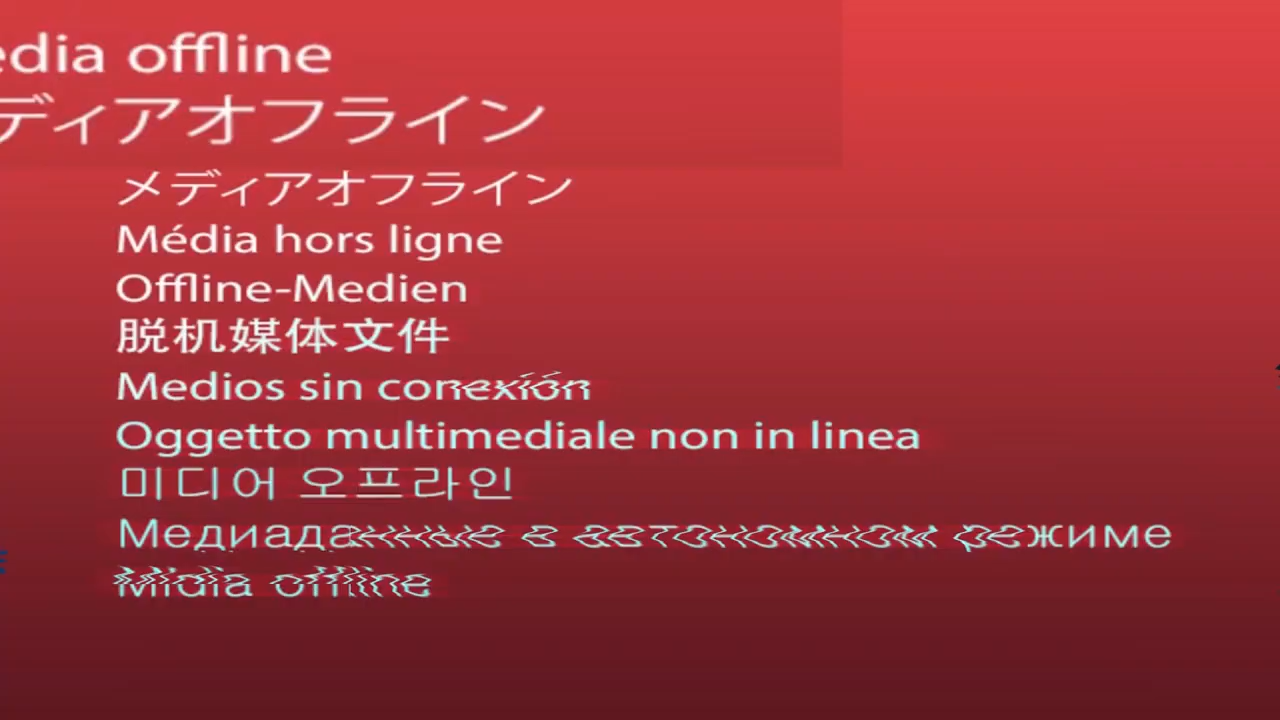 edia offline
ディアオフライン
メディアオフライン
Média hors ligne
Offline-Medien
脱机媒体文件
Medios sin conexión
Oggetto multimediale non in linea
미디어 오프라인
Медиаданные в автономном режиме
Mídia offline